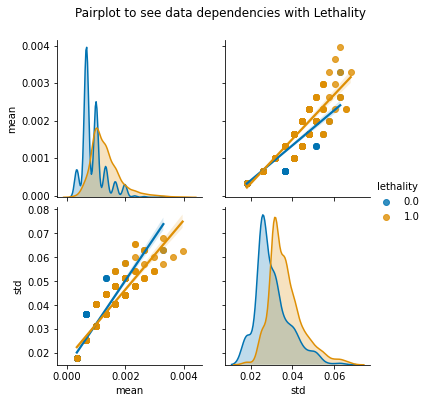 Pairplot to see data dependencies with Lethality
0.004
0.003
0.002
0.001
0.000
mean
lethality
0.0
1.0
0.08
0.07
0.06
0.05
0.04
0.03
0.02
std
0.000 0.002 0.004
mean
0.02 0.04 0.06
std